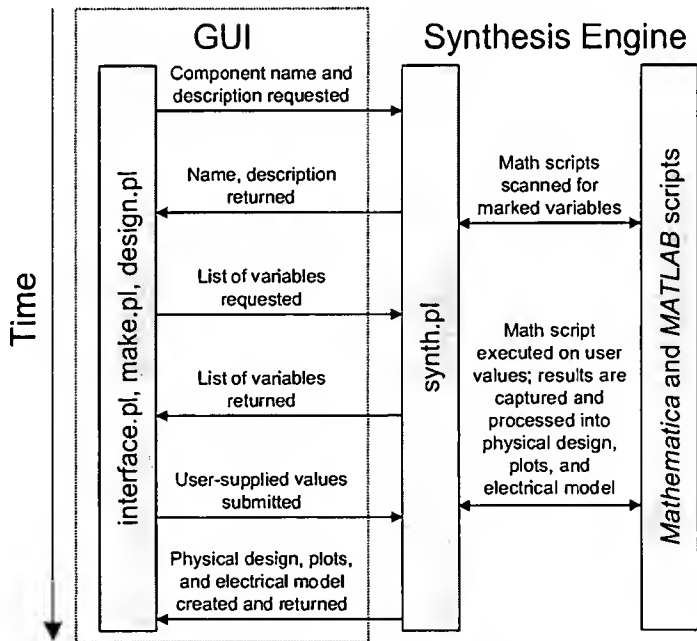 GUI
Synthesis Engine
Time
interface.pl, make.pl, design.pl
Component name and
description requested
Name, description
returned
List of variables
requested
List of variables
returned
User-supplied values
submitted
Physical design, plots,
and electrical model
created and returned
synth.pl
Math scripts
scanned for
marked variables
Math script
executed on user
values; results are
captured and
processed into
physical design,
plots, and
electrical model
Mathematica and MATLAB scripts